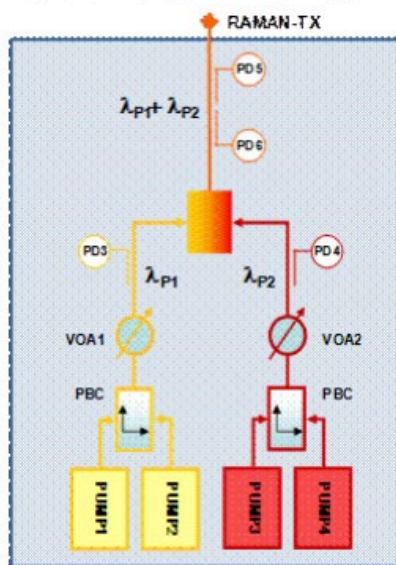 RAMAN-TX
PD5
λP1+ λP2
PD6
PD3
PD4
λP1
λP2
VOA1
VOA2
PBC
PBC
PUMP1
PUMP2
PUMP3
PUMP4